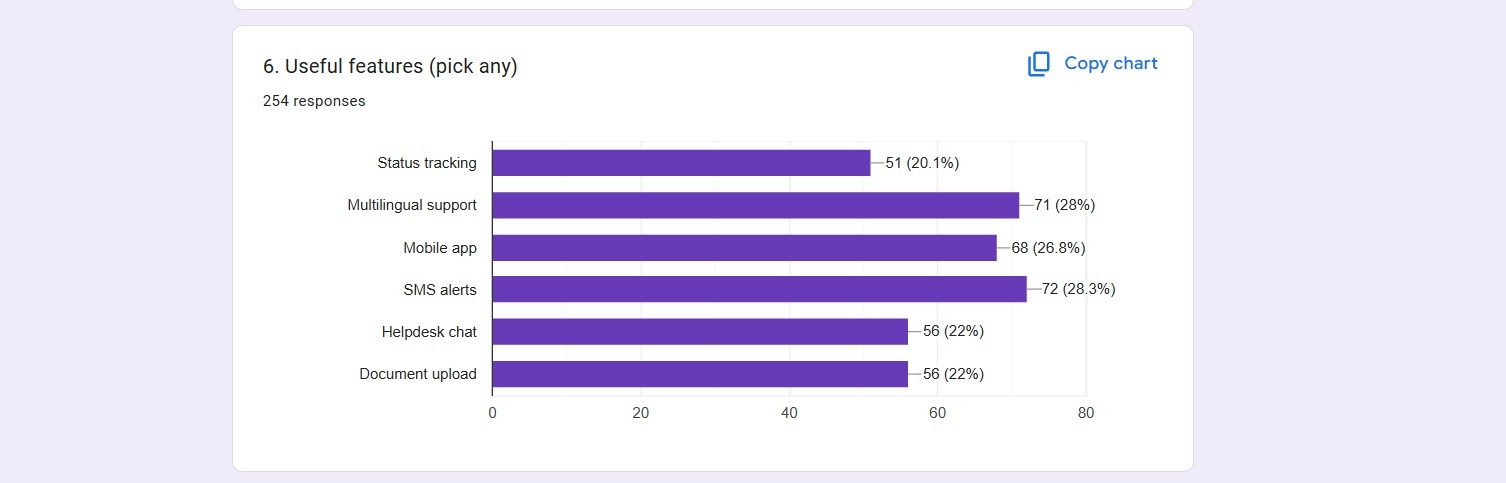 6. Useful features (pick any)
Copy chart
254 responses
Status tracking 51 (20.1%)
Multilingual support 71 (28%)
Mobile app 68 (26.8%)
SMS alerts 72 (28.3%)
Helpdesk chat 56 (22%)
Document upload 56 (22%)
0 20 40 60 80